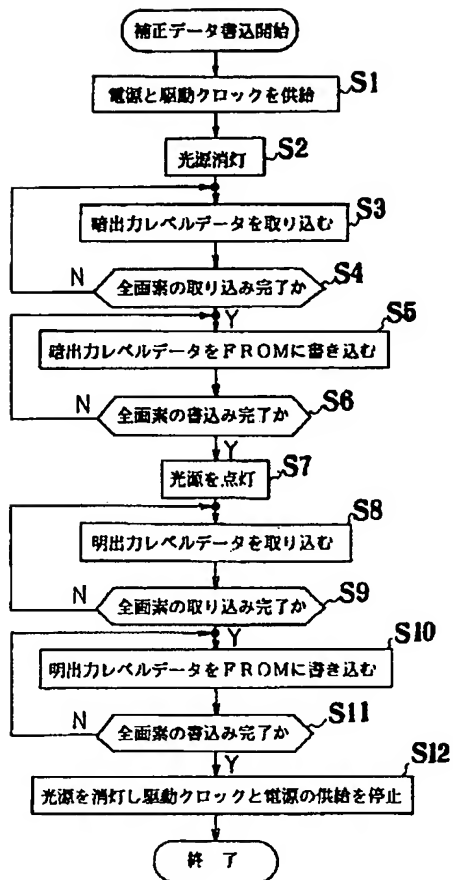 補正データ書込開始
電源と駆動クロックを供給
S1
光源消灯
S2
暗出力レベルデータを取り込む
S3
全画素の取り込み完了か
S4
N
Y
暗出力レベルデータをFROMに書き込む
S5
全画素の書込み完了か
S6
N
Y
光源を点灯
S7
明出力レベルデータを取り込む
S8
全画素の取り込み完了か
S9
N
Y
明出力レベルデータをFROMに書き込む
S10
全画素の書込み完了か
S11
N
Y
光源を消灯し駆動クロックと電源の供給を停止
S12
終了